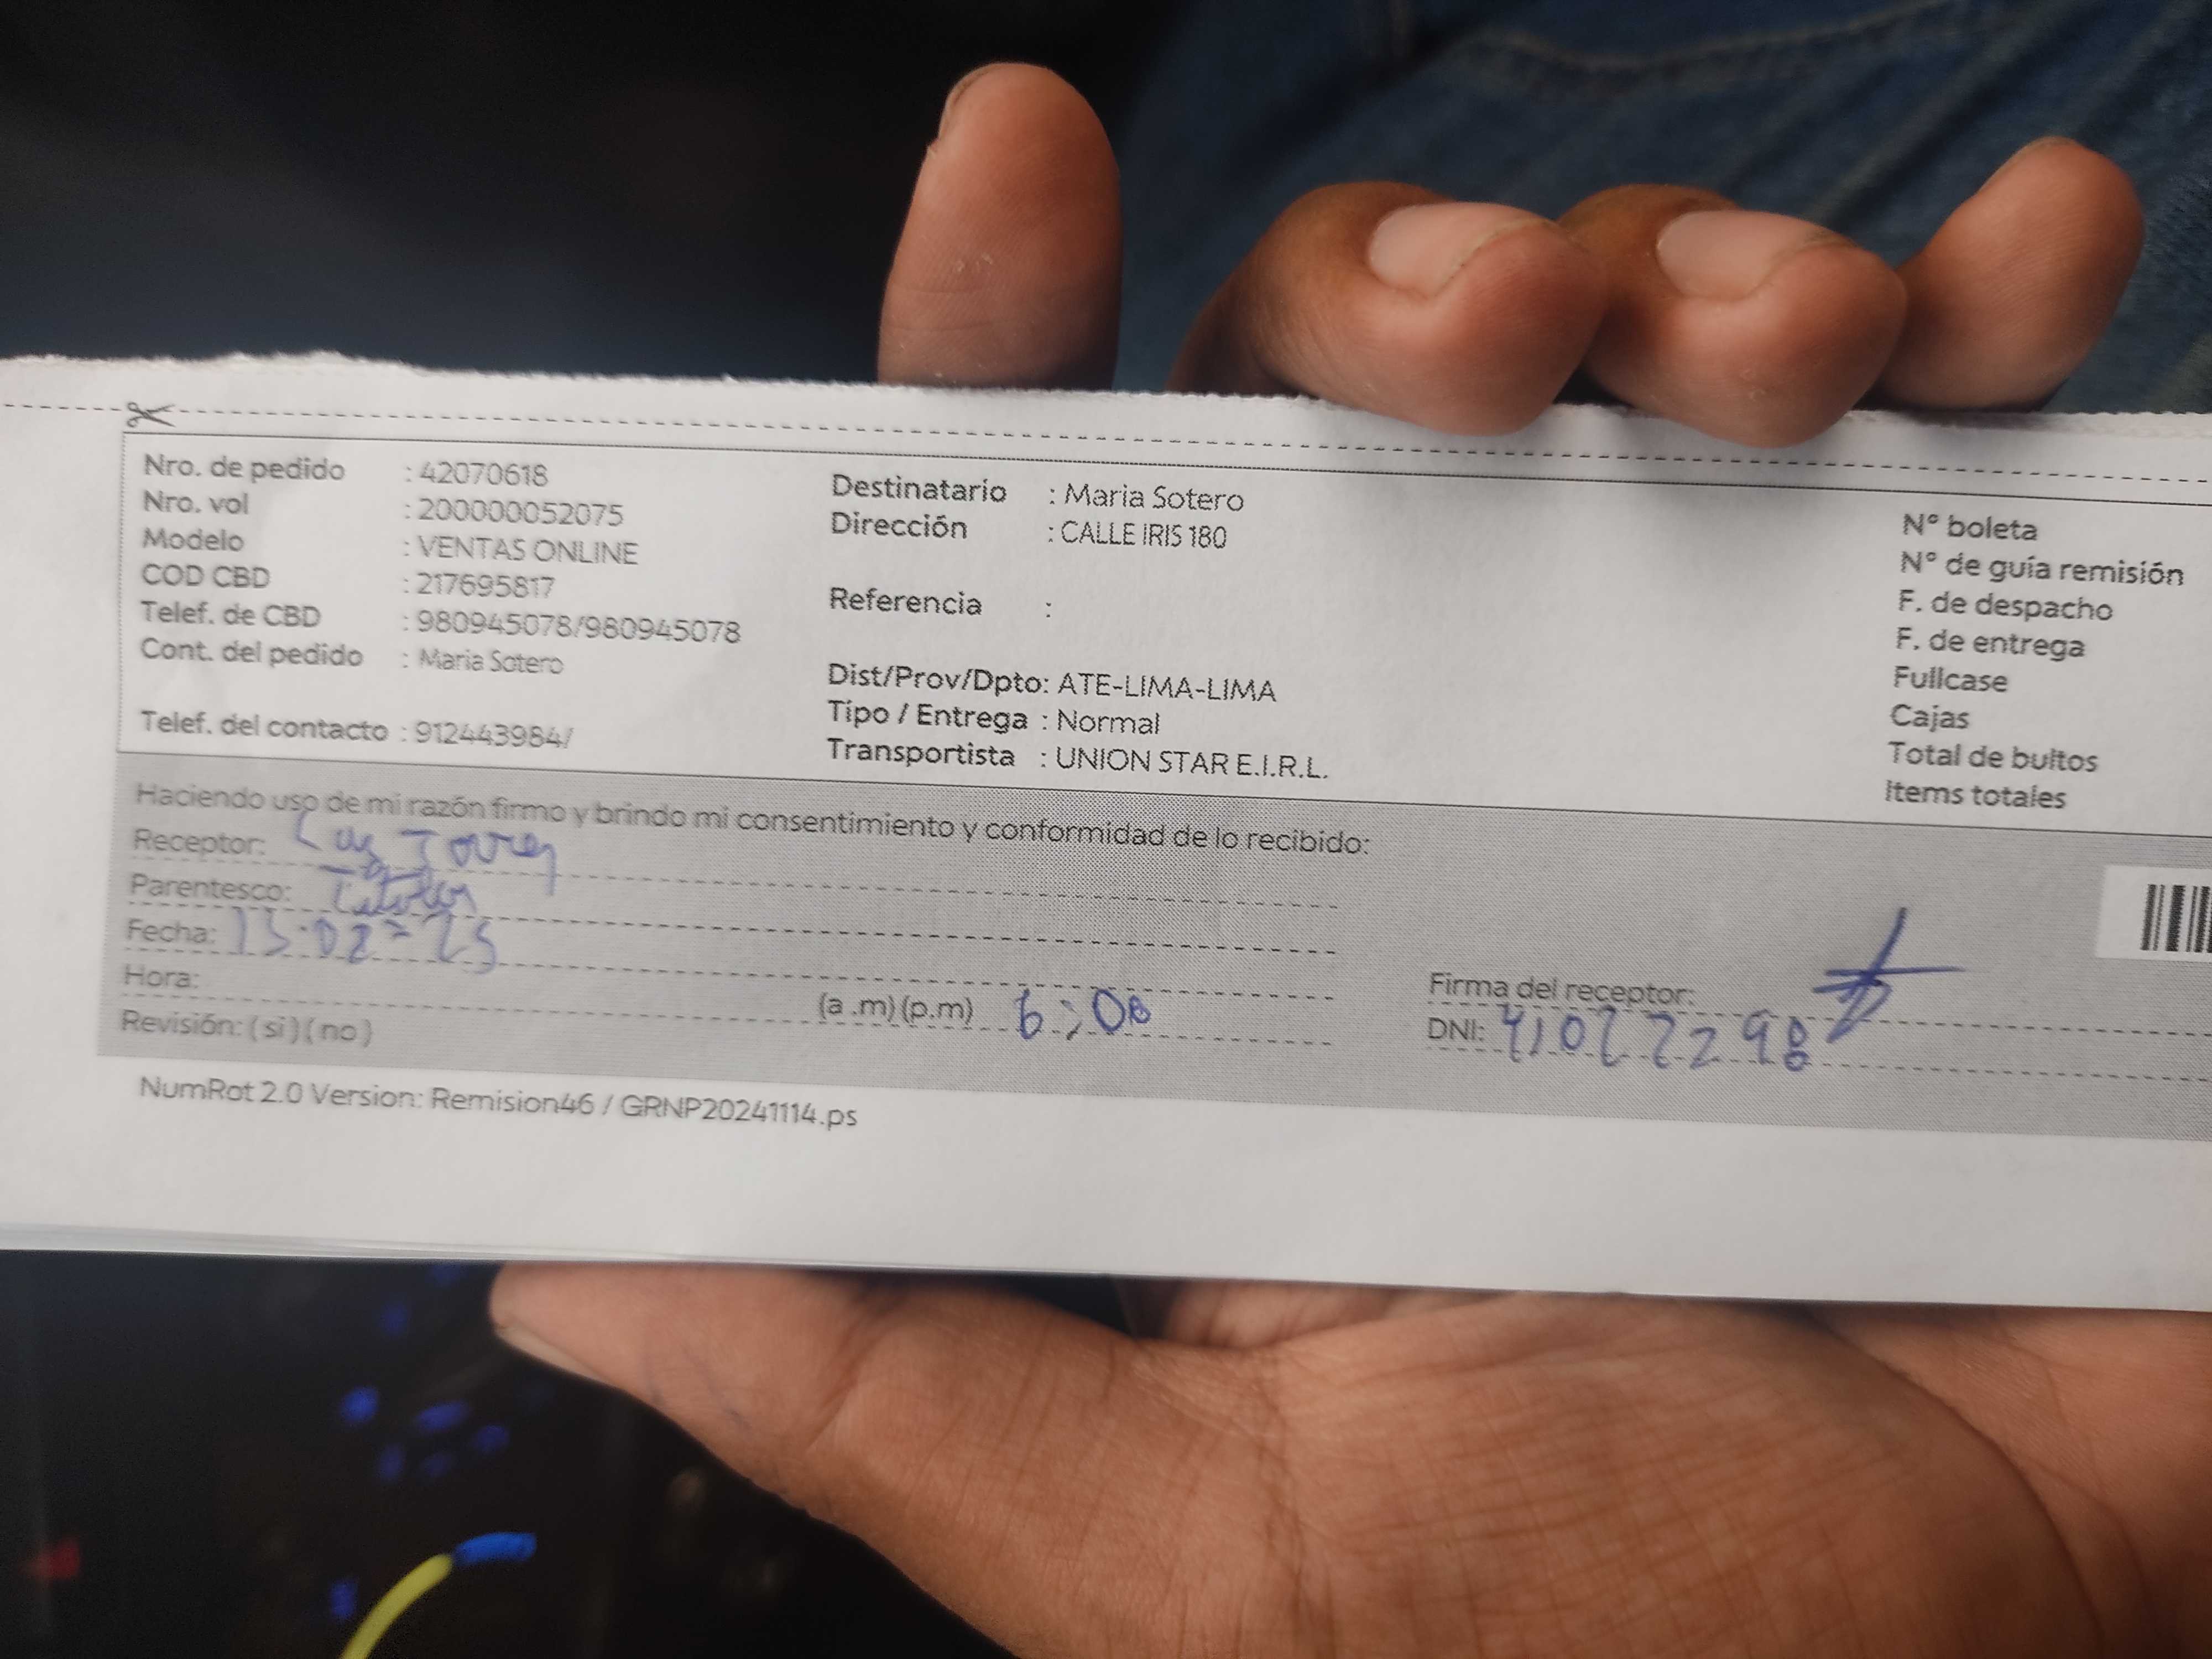 Nro. de pedido : 42070618
Nro. vol : 200000052075
Modelo : VENTAS ONLINE
COD CBD : 217695817
Telef. de CBD : 980945078/980945078
Cont. del pedido : Maria Sotero
Telef. del contacto : 912443984/
Destinatario : Maria Sotero
Dirección : CALLE IRIS 180
Referencia :
Dist/Prov/Dpto: ATE-LIMA-LIMA
Tipo / Entrega : Normal
Transportista : UNION STAR E.I.R.L.
N° boleta
N° de guía remisión
F. de despacho
F. de entrega
Fullcase
Cajas
Total de bultos
Items totales
Haciendo uso de mi razón firmo y brindo mi consentimiento y conformidad de lo recibido:
Receptor: Torres
Parentesco: Titular
Fecha:
Hora: (a .m) (p.m) 6:00
Revisión: ( si ) ( no )
Firma del receptor:
DNI:
NumRot 2.0 Version: Remision46 / GRNP20241114.ps